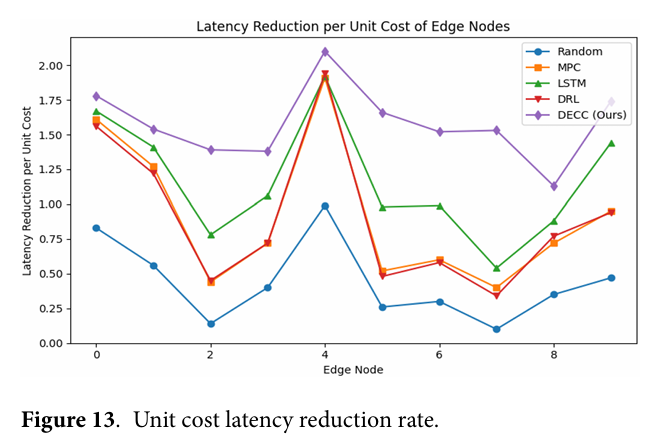 Latency Reduction per Unit Cost of Edge Nodes
Random
MPC
LSTM
DRL
DECC (Ours)
Latency Reduction per Unit Cost
2.00
1.75
1.50
1.25
1.00
0.75
0.50
0.25
0.00
0 2 4 6 8
Edge Node
Figure 13. Unit cost latency reduction rate.